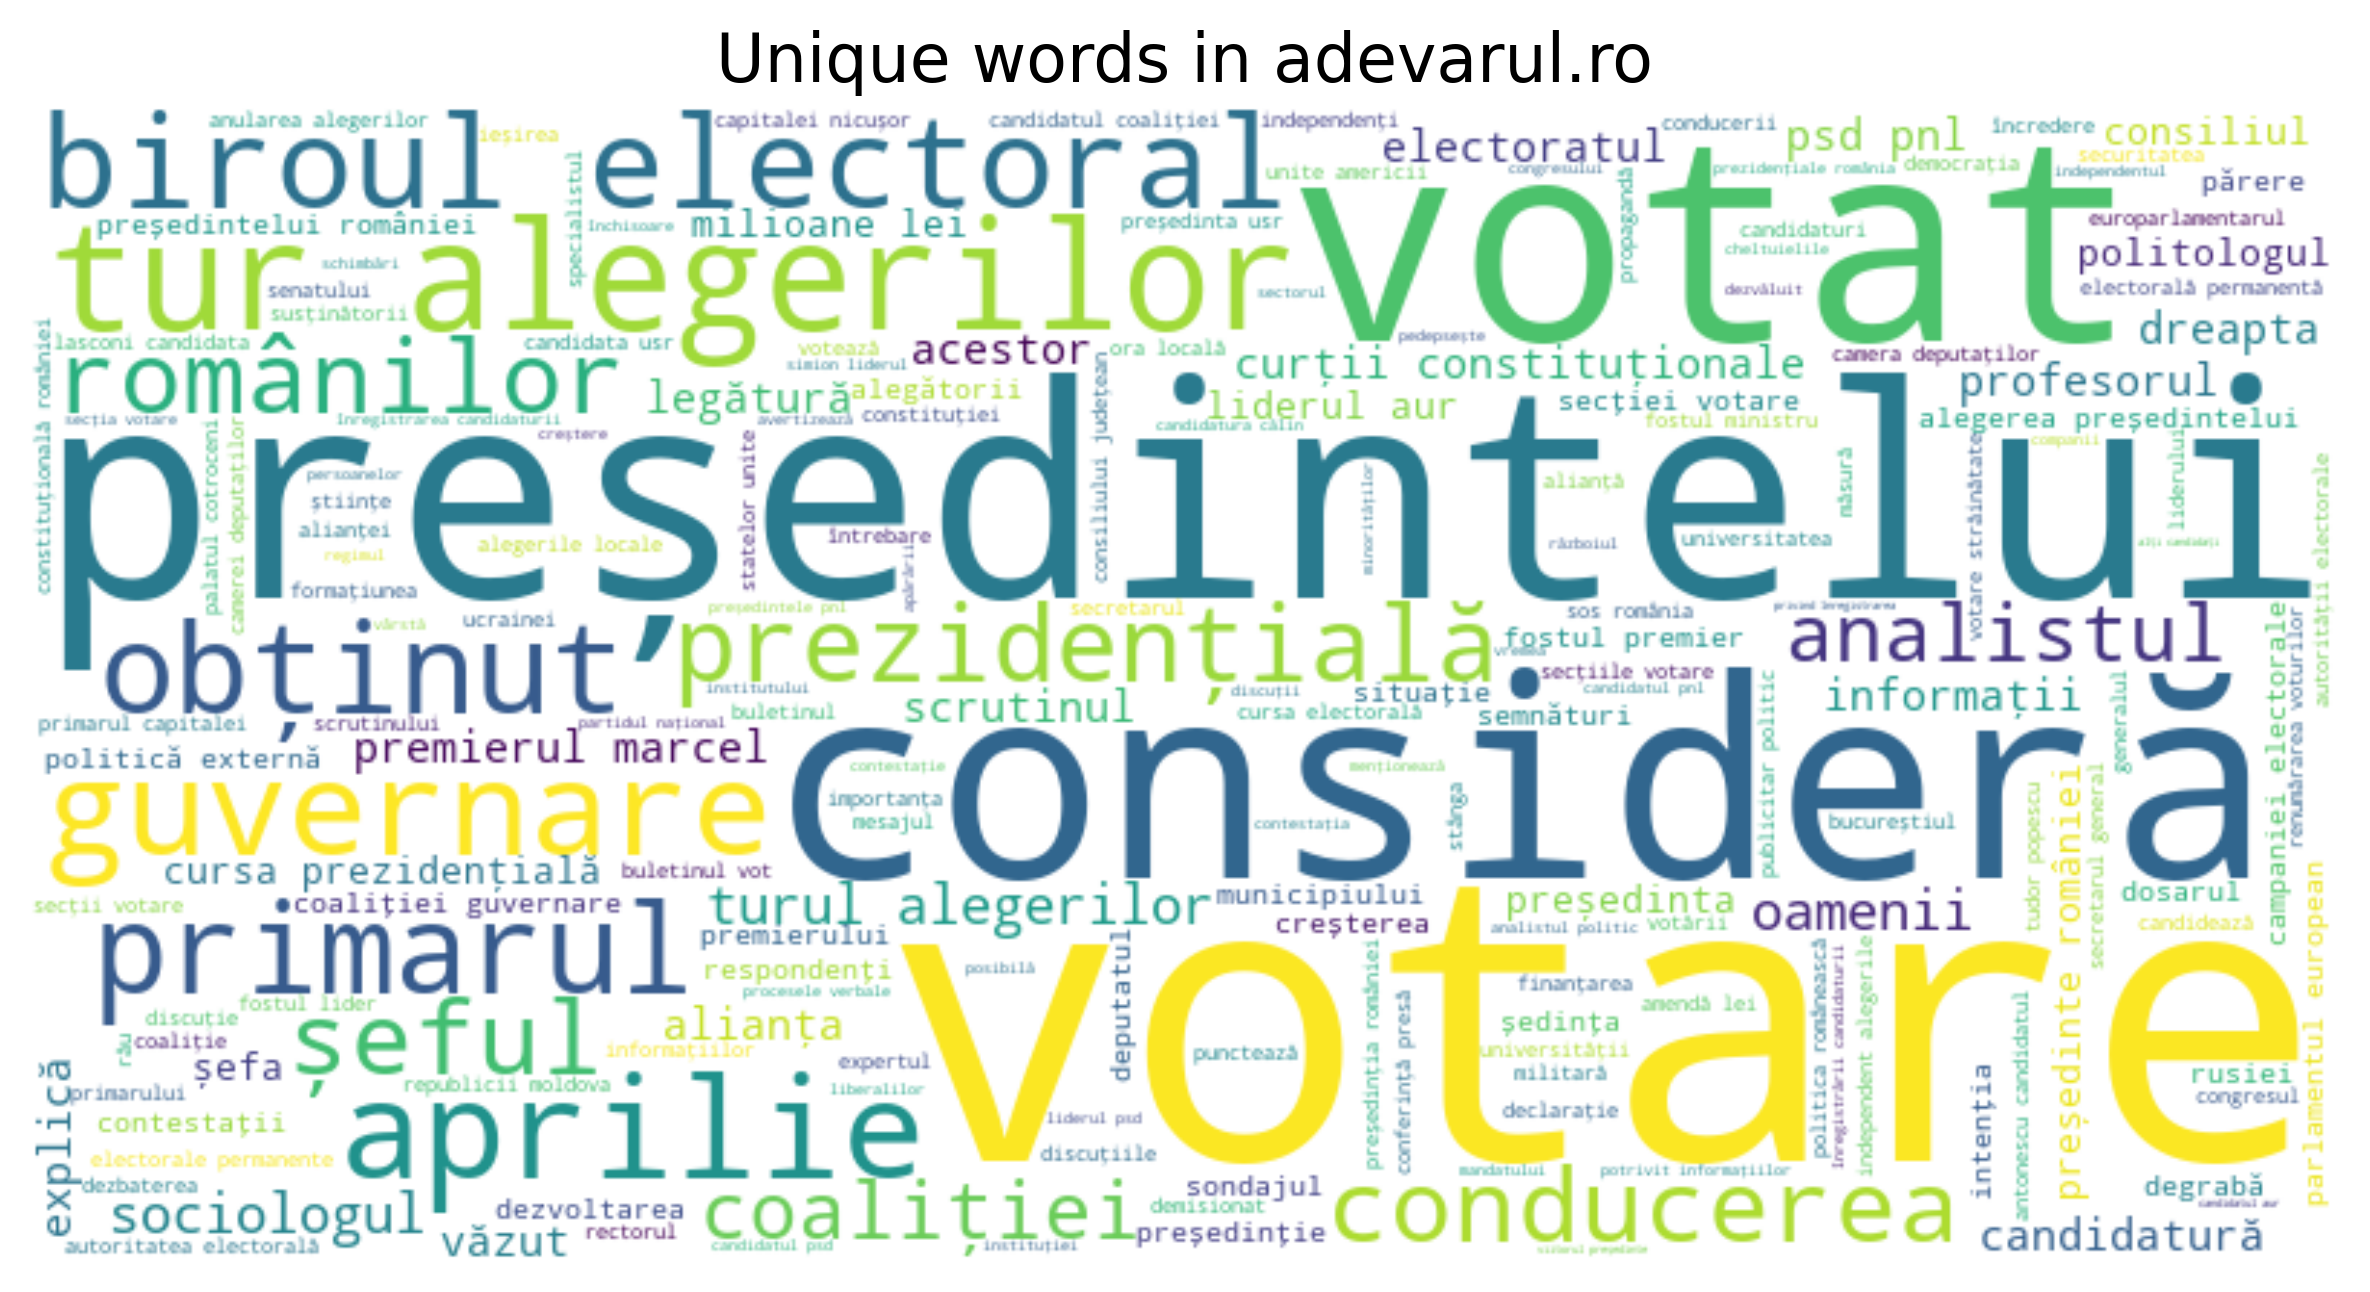 Unique words in adevarul.ro
biroul electoral
anularea alegerilor
ieșirea
capitalei nicușor
candidatul coaliției
independenți
electoratul
conducerii
psd pnl
încredere
consiliul
securitatea
unite americii
congresului
prezidențiale românia
democrația
independentul
părere
votat
propagandă
specialistul
președintelui româniei
închisoare
milioane lei
președinta usr
candidaturi
cheltuielile
europarlamentarul
politologul
tur alegerilor
schimbări
senatului
susținătorii
sectorul
dezvăluit
electorală permanentă
dreapta
lasconi candidata
candidata usr
votează
simion liderul
acestor
ora locală
pedepsește
curții constituționale
camera deputaților
profesorul
românilor
legătură
alegătorii
constituției
liderul aur
secției votare
secția votare
înregistrarea candidaturii
creștere
avertizează
candidatura călin
fostul ministru
alegerea președintelui
companii
constituțională româniei
palatul cotroceni
camerei deputaților
președintelui
persoanelor
științe
alianței
regimul
alegerile locale
statelor unite
întrebare
consiliului județean
minorităților
alianță
războiul
universitatea
măsură
votare străinătate
liderului
alți candidați
autorității electorale
formațiunea
apărării
vârstă
ucrainei
președintele pnl
secretarul
sos românia
privind înregistrarea
obținut
prezidențială
fostul premier
vremea
analistul
institutului
discuții
situație
secțiile votare
candidatul pnl
informații
campaniei electorale
renumărarea voturilor
primarul capitalei
scrutinului
partidul național
buletinul
scrutinul
cursa electorală
semnături
publicitar politic
generalul
politică externă
premierul marcel
consideră
contestație
menționează
importanța
mesajul
contestația
stânga
bucureștiul
guvernare
tudor popescu
președinte româniei
secretarul general
cursa prezidențială
buletinul vot
secții votare
coaliției guvernare
turul alegerilor
municipiului
creșterea
președinta
analistul politic
votării
oamenii
dosarul
candidează
parlamentul european
primarul
premierului
respondenți
procesele verbale
posibilă
deputatul
votare
finanțarea
amendă lei
fostul lider
discuție
coaliție
rău
șeful
alianța
informațiilor
expertul
șefa
punctează
președinția româniei
conferință presă
ședința
universității
militară
declarație
politica românească
înregistrării candidaturii
independent alegerile
rusiei
congresul
explică
primarului
republicii moldova
liberalilor
liderul psd
discuțiile
contestații
aprilie
intenția
antonescu candidatul
electorale permanente
dezbaterea
mandatului
potrivit informațiilor
degrabă
candidatul aur
sociologul
dezvoltarea
rectorul
coaliției
sondajul
demisionat
președinție
conducerea
candidatură
autoritatea electorală
văzut
candidatul psd
instituției
viitorul președinte